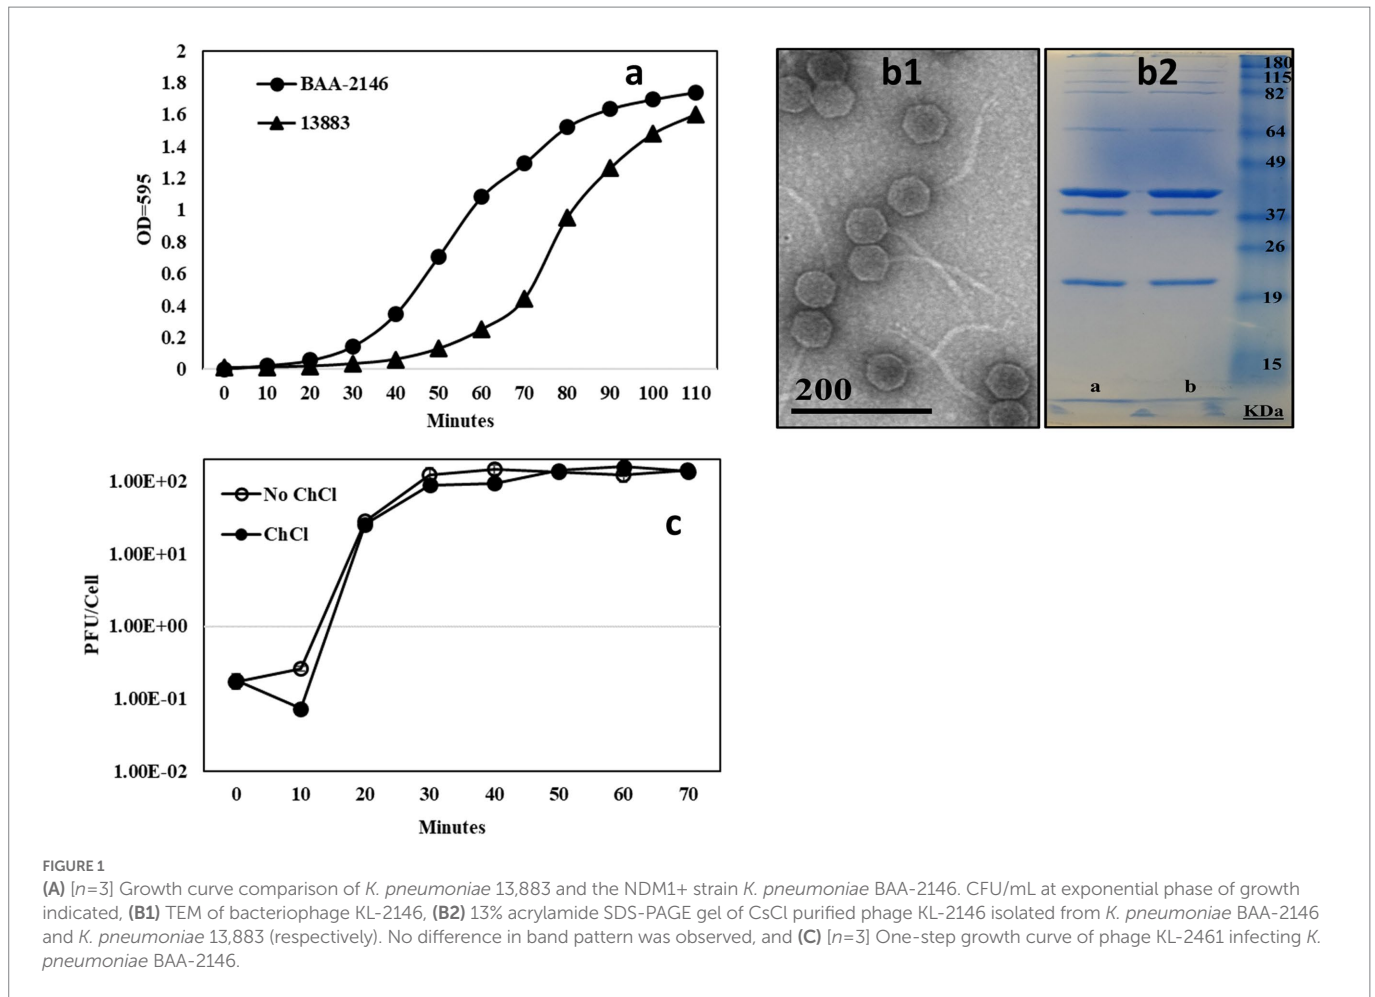 a
BAA-2146
13883
2
1.8
1.6
1.4
1.2
1
0.8
0.6
0.4
0.2
0
OD=595
0 10 20 30 40 50 60 70 80 90 100 110
Minutes
b1
200
b2
180
115
82
64
49
37
26
19
15
a b
KDa
c
No ChCl
ChCl
1.00E+02
1.00E+01
1.00E+00
1.00E-01
1.00E-02
PFU/Cell
0 10 20 30 40 50 60 70
Minutes
FIGURE 1
(A) [n=3] Growth curve comparison of K. pneumoniae 13,883 and the NDM1+ strain K. pneumoniae BAA-2146. CFU/mL at exponential phase of growth
indicated, (B1) TEM of bacteriophage KL-2146, (B2) 13% acrylamide SDS-PAGE gel of CsCl purified phage KL-2146 isolated from K. pneumoniae BAA-2146
and K. pneumoniae 13,883 (respectively). No difference in band pattern was observed, and (C) [n=3] One-step growth curve of phage KL-2461 infecting K.
pneumoniae BAA-2146.